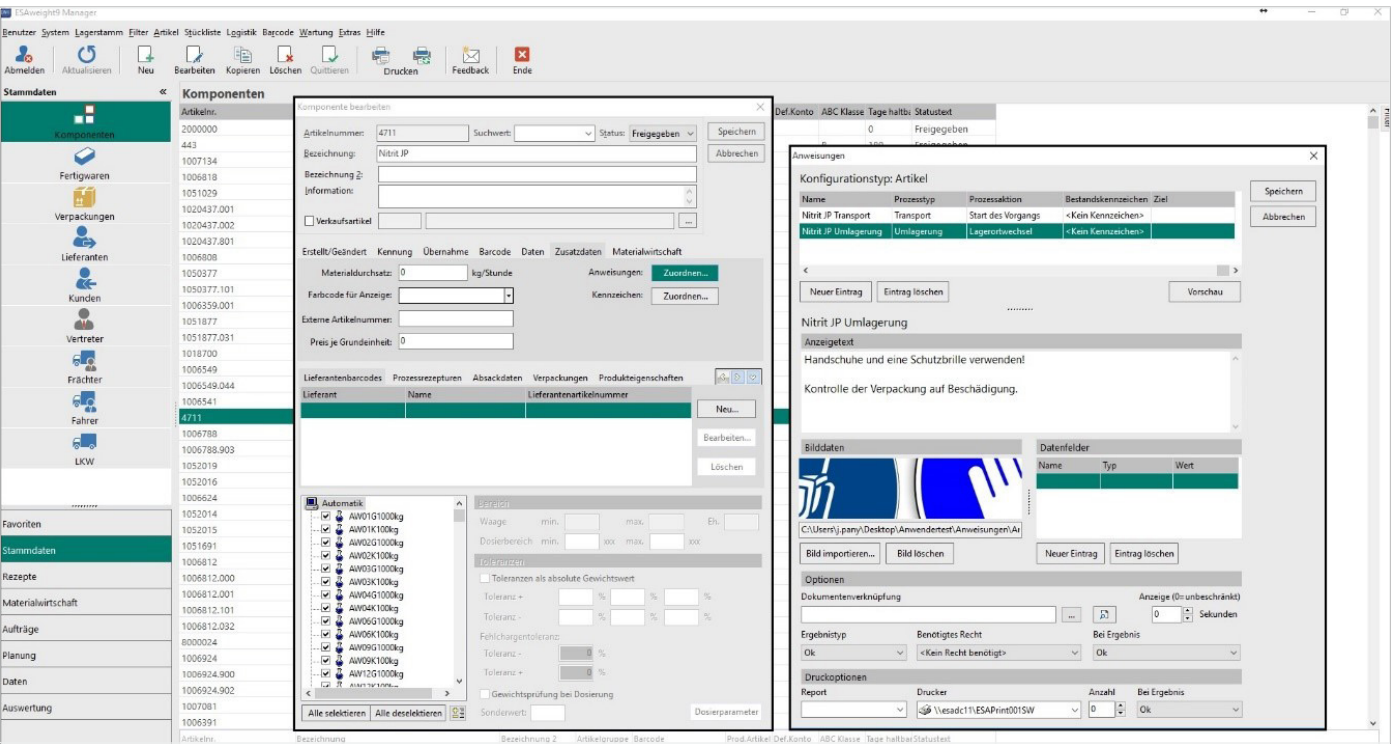 ESAweight9 Manager
Benutzer System Lagerstamm Filter Artikel Stückliste Logistik Barcode Wartung Extras Hilfe
Abmelden Aktualisieren Neu Bearbeiten Kopieren Löschen Quittieren Drucken Feedback Ende
Stammdaten «
Komponenten
Fertigwaren
Verpackungen
Lieferanten
Kunden
Vertreter
Frächter
Fahrer
LKW
Favoriten
Stammdaten
Rezepte
Materialwirtschaft
Aufträge
Planung
Daten
Auswertung
Komponenten
Artikelnr.
2000000
443
1007134
1006818
1051029
1020437.001
1020437.002
1020437.801
1006808
1050377
1050377.101
1006359.001
1051877
1051877.031
1018700
1006549
1006549.044
1006541
4711
1006788
1006788.903
1052019
1052016
1006624
1052014
1052015
1051691
1006812
1006812.000
1006812.001
1006812.101
1006812.032
8000024
1006924
1006924.900
1006924.902
1007081
1006391
Def.Konto ABC Klasse Tage haltba Statustext
0 Freigegeben
Komponente bearbeiten
Artikelnummer: 4711 Suchwert: Status: Freigegeben Speichern
Bezeichnung: Nitrit JP Abbrechen
Bezeichnung 2:
Information:
Verkaufsartikel ...
Erstellt/Geändert Kennung Übernahme Barcode Daten Zusatzdaten Materialwirtschaft
Materialdurchsatz: 0 kg/Stunde Anweisungen: Zuordnen...
Farbcode für Anzeige: Kennzeichen: Zuordnen...
Externe Artikelnummer:
Preis je Grundeinheit: 0
Lieferantenbarcodes Prozessrezepturen Absackdaten Verpackungen Produkteigenschaften
Lieferant Name Lieferantenartikelnummer
Neu...
Bearbeiten...
Löschen
Automatik
AW01G1000kg
AW01K100kg
AW02G1000kg
AW02K100kg
AW03G1000kg
AW03K100kg
AW04G1000kg
AW04K100kg
AW06G1000kg
AW06K100kg
AW09G1000kg
AW09K100kg
AW12G1000kg
AW12K100kg
Alle selektieren Alle deselektieren
Bereich
Waage min. max. Eh.
Dosierbereich min. xxx max. xxx
Toleranzen
Toleranzen als absolute Gewichtswert
Toleranz + % % %
Toleranz - % % %
Fehlchargentoleranz
Toleranz - 0 %
Toleranz + 0 %
Gewichtsprüfung bei Dosierung
Sonderwert: Dosierparameter
Anweisungen
Konfigurationstyp: Artikel
Name Prozesstyp Prozessaktion Bestandskennzeichen Ziel
Nitrit JP Transport Transport Start des Vorgangs <Kein Kennzeichen>
Nitrit JP Umlagerung Umlagerung Lagerortwechsel <Kein Kennzeichen>
Speichern
Abbrechen
Neuer Eintrag Eintrag löschen Vorschau
Nitrit JP Umlagerung
Anzeigetext
Handschuhe und eine Schutzbrille verwenden!
Kontrolle der Verpackung auf Beschädigung.
Bilddaten
C:\Users\j.pany\Desktop\Anwendertest\Anweisungen\Ar
Bild importieren... Bild löschen
Datenfelder
Name Typ Wert
Neuer Eintrag Eintrag löschen
Optionen
Dokumentenverknüpfung Anzeige (0=unbeschränkt)
... 0 Sekunden
Ergebnistyp Benötigtes Recht Bei Ergebnis
Ok <Kein Recht benötigt> Ok
Druckoptionen
Report Drucker Anzahl Bei Ergebnis
\\esadc11\ESAPrint001SW 0 Ok
Artikelnr. Bezeichnung Bezeichnung 2 Artikelgruppe Barcode Prod.Artikel Def.Konto ABC Klasse Tage haltbar Statustext